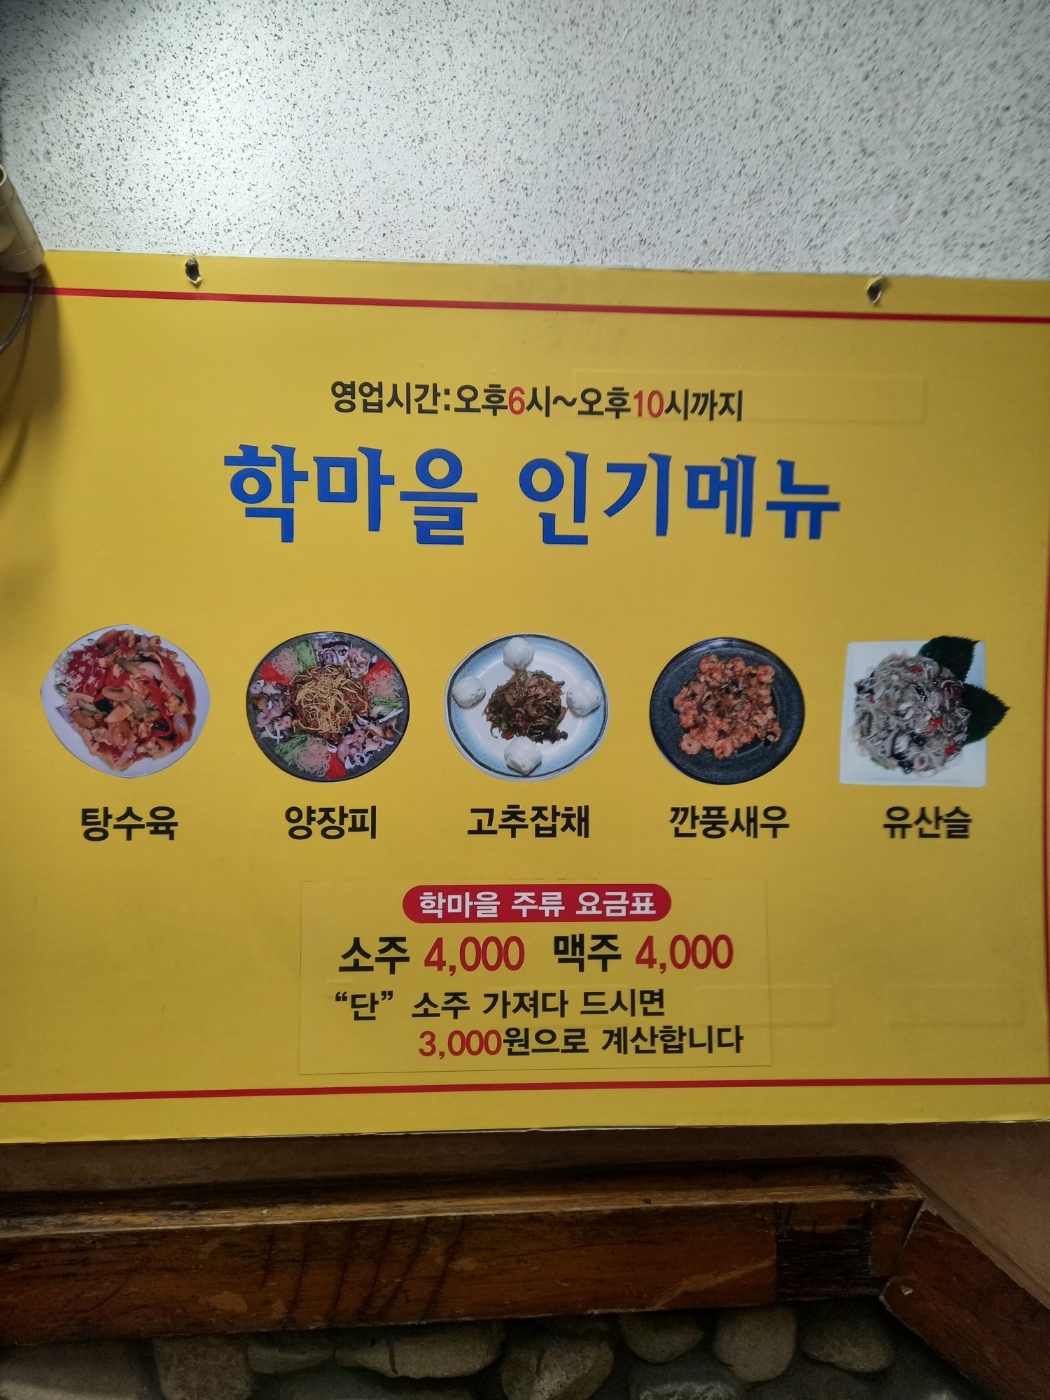 영업시간:오후6시~오후10시까지
학마을 인기메뉴
탕수육 양장피 고추잡채 깐풍새우 유산슬
학마을 주류 요금표
소주 4,000 맥주 4,000
“단” 소주 가져다 드시면
3,000원으로 계산합니다